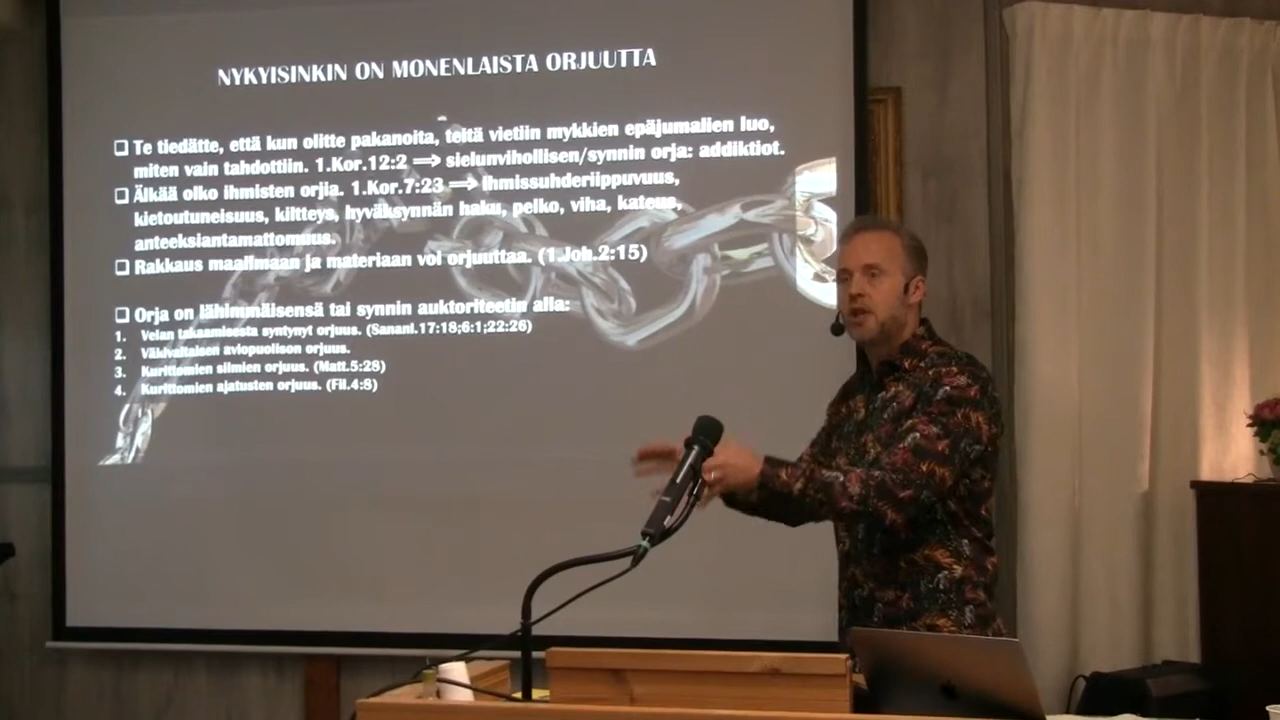 NYKYISINKIN ON MONENLAISTA ORJUUTTA
❑ Te tiedätte, että kun olitte pakanoita, teitä vietiin mykkien epäjumalien luo,
miten vain tahdottiin. 1.Kor.12:2 ⟹ sielunvihollisen/synnin orja: addiktiot.
❑ Älkää olko ihmisten orjia. 1.Kor.7:23 ⟹ Ihmissuhderiippuvuus,
kietoutuneisuus, kiltteys, hyväksynnän haku, pelko, viha, kateus,
anteeksiantamattomuus.
❑ Rakkaus maailmaan ja materiaan voi orjuuttaa. (1.Joh.2:15)
❑ Orja on lähimmäisensä tai synnin auktoriteetin alla:
1. Velan takaamisesta syntynyt orjuus. (Sananl.17:18;6:1;22:26)
2. Väkivaltaisen aviopuolison orjuus.
3. Kurittomien silmien orjuus. (Matt.5:28)
4. Kurittomien ajatusten orjuus. (Fil.4:8)